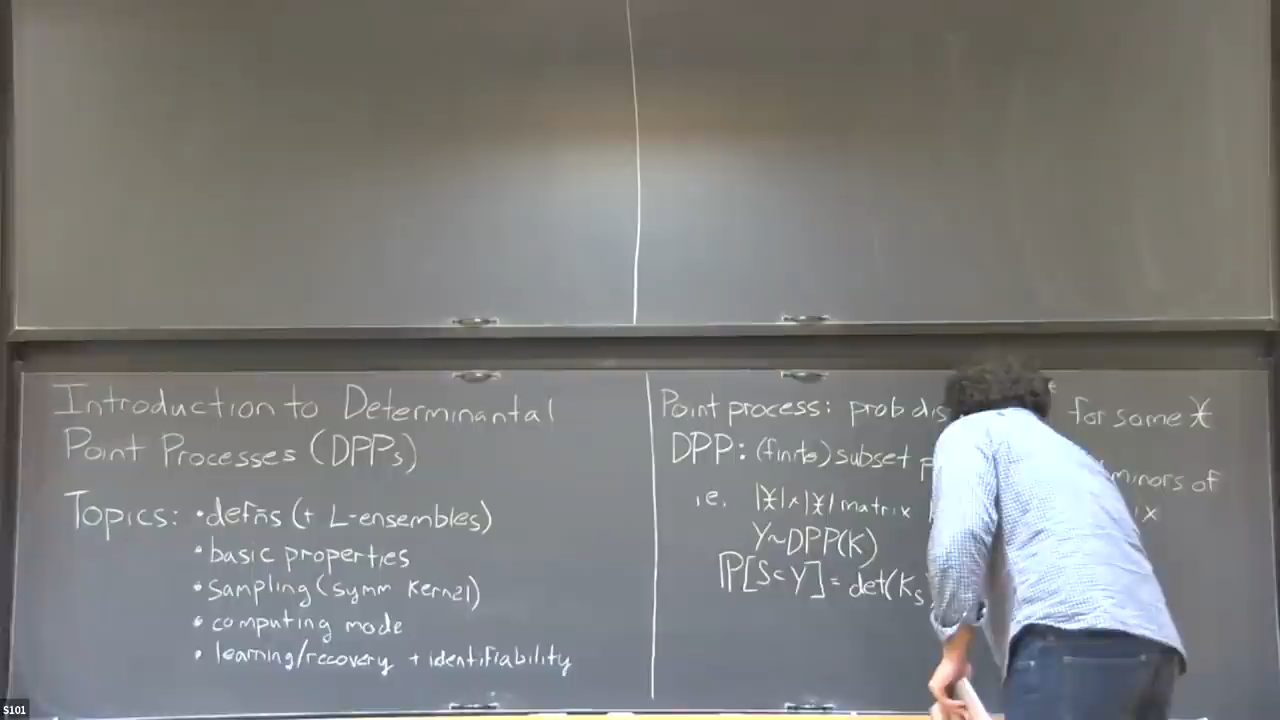 Introduction to Determinantal
Point Processes (DPPs)
Topics: • defns (+ L-ensembles)
• basic properties
• sampling (symm kernel)
• computing mode
• learning/recovery + identifiability
Point process: prob dis for some X
DPP: (finite) subset minors of
i.e. |X|×|X| matrix
Y~DPP(K)
P[S⊂Y] = det(K_S
S101